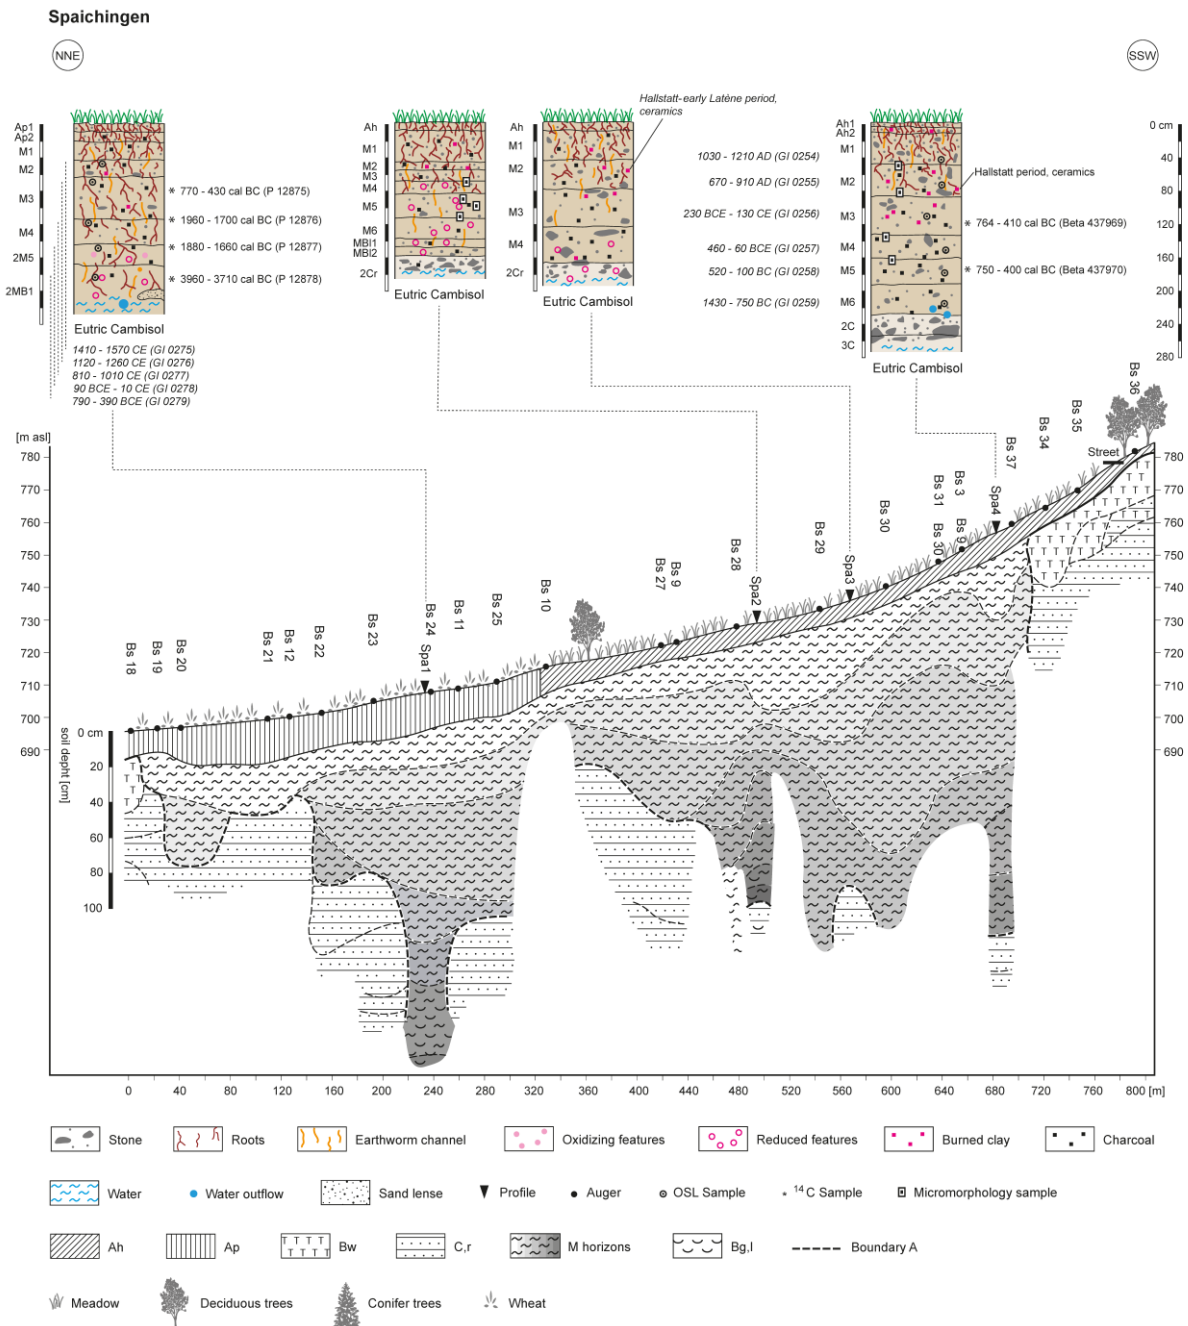 Spaichingen
NNE
SSW
Hallstatt-early Latène period,
ceramics
Ap1
Ap2
M1
M2
M3
M4
2M5
2MB1
* 770 - 430 cal BC (P 12875)
* 1960 - 1700 cal BC (P 12876)
* 1880 - 1660 cal BC (P 12877)
* 3960 - 3710 cal BC (P 12878)
Eutric Cambisol
1410 - 1570 CE (GI 0275)
1120 - 1260 CE (GI 0276)
810 - 1010 CE (GI 0277)
90 BCE - 10 CE (GI 0278)
790 - 390 BCE (GI 0279)
Ah
M1
M2
M3
M4
M5
M6
MBl1
MBl2
2Cr
Eutric Cambisol
Ah
M1
M2
M3
M4
2Cr
Eutric Cambisol
1030 - 1210 AD (GI 0254)
670 - 910 AD (GI 0255)
230 BCE - 130 CE (GI 0256)
460 - 60 BCE (GI 0257)
520 - 100 BC (GI 0258)
1430 - 750 BC (GI 0259)
Ah1
Ah2
M1
M2
M3
M4
M5
M6
2C
3C
Eutric Cambisol
Hallstatt period, ceramics
* 764 - 410 cal BC (Beta 437969)
* 750 - 400 cal BC (Beta 437970)
0 cm
40
80
120
160
200
240
280
[m asl]
780
770
760
750
740
730
720
710
700
690
0 cm
20
40
60
80
100
soil depht [cm]
Bs 18
Bs 19
Bs 20
Bs 21
Bs 12
Bs 22
Bs 23
Spa1
Bs 24
Bs 11
Bs 25
Bs 10
Bs 27
Bs 9
Bs 28
Spa2
Bs 29
Spa3
Bs 30
Bs 31
Bs 30
Bs 3
Bs 9
Spa4
Bs 37
Bs 34
Bs 35
Bs 36
Street
780
770
760
750
740
730
720
710
700
690
0 40 80 120 160 200 240 280 320 360 400 440 480 520 560 600 640 680 720 760 800 [m]
Stone Roots Earthworm channel Oxidizing features Reduced features Burned clay Charcoal
Water Water outflow Sand lense Profile Auger OSL Sample 14C Sample Micromorphology sample
Ah Ap Bw C,r M horizons Bg,l Boundary A
Meadow Deciduous trees Conifer trees Wheat